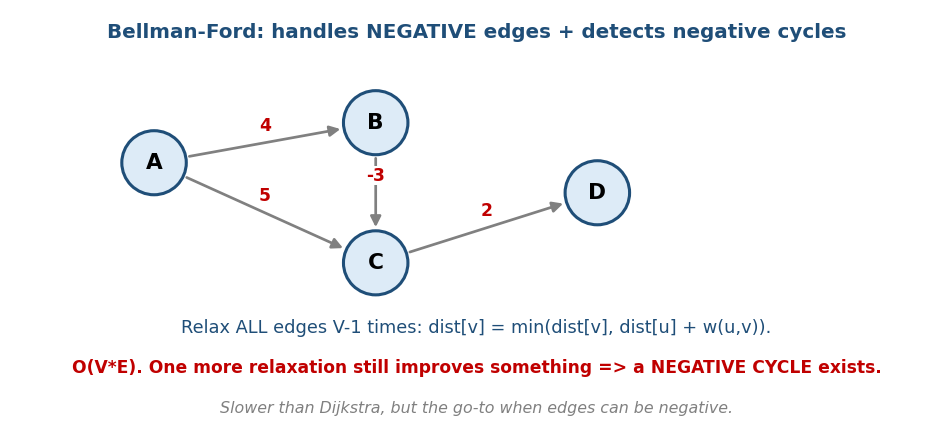 Bellman-Ford: handles NEGATIVE edges + detects negative cycles
B
4
A
-3
5
D
2
C
Relax ALL edges V-1 times: dist[v] = min(dist[v], dist[u] + w(u,v)).
O(V*E). One more relaxation still improves something => a NEGATIVE CYCLE exists.
Slower than Dijkstra, but the go-to when edges can be negative.